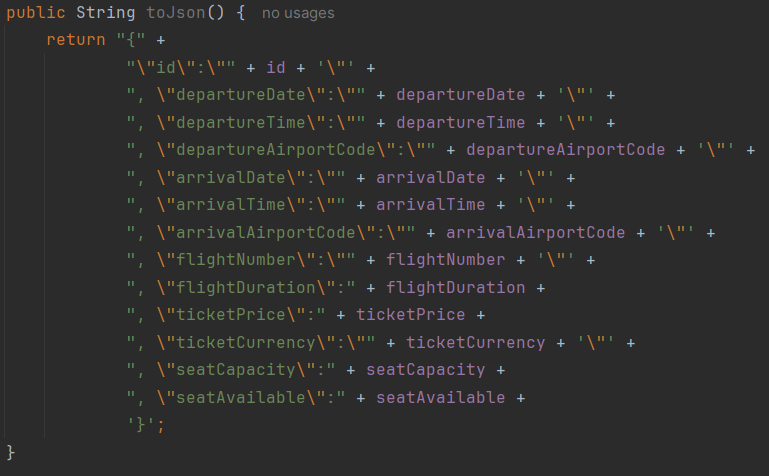 public String toJson() {  no usages
    return "{" +
            "\"id\":\"" + id + '\"' +
            ", \"departureDate\":\"" + departureDate + '\"' +
            ", \"departureTime\":\"" + departureTime + '\"' +
            ", \"departureAirportCode\":\"" + departureAirportCode + '\"' +
            ", \"arrivalDate\":\"" + arrivalDate + '\"' +
            ", \"arrivalTime\":\"" + arrivalTime + '\"' +
            ", \"arrivalAirportCode\":\"" + arrivalAirportCode + '\"' +
            ", \"flightNumber\":\"" + flightNumber + '\"' +
            ", \"flightDuration\":" + flightDuration +
            ", \"ticketPrice\":" + ticketPrice +
            ", \"ticketCurrency\":\"" + ticketCurrency + '\"' +
            ", \"seatCapacity\":" + seatCapacity +
            ", \"seatAvailable\":" + seatAvailable +
            '}';
}